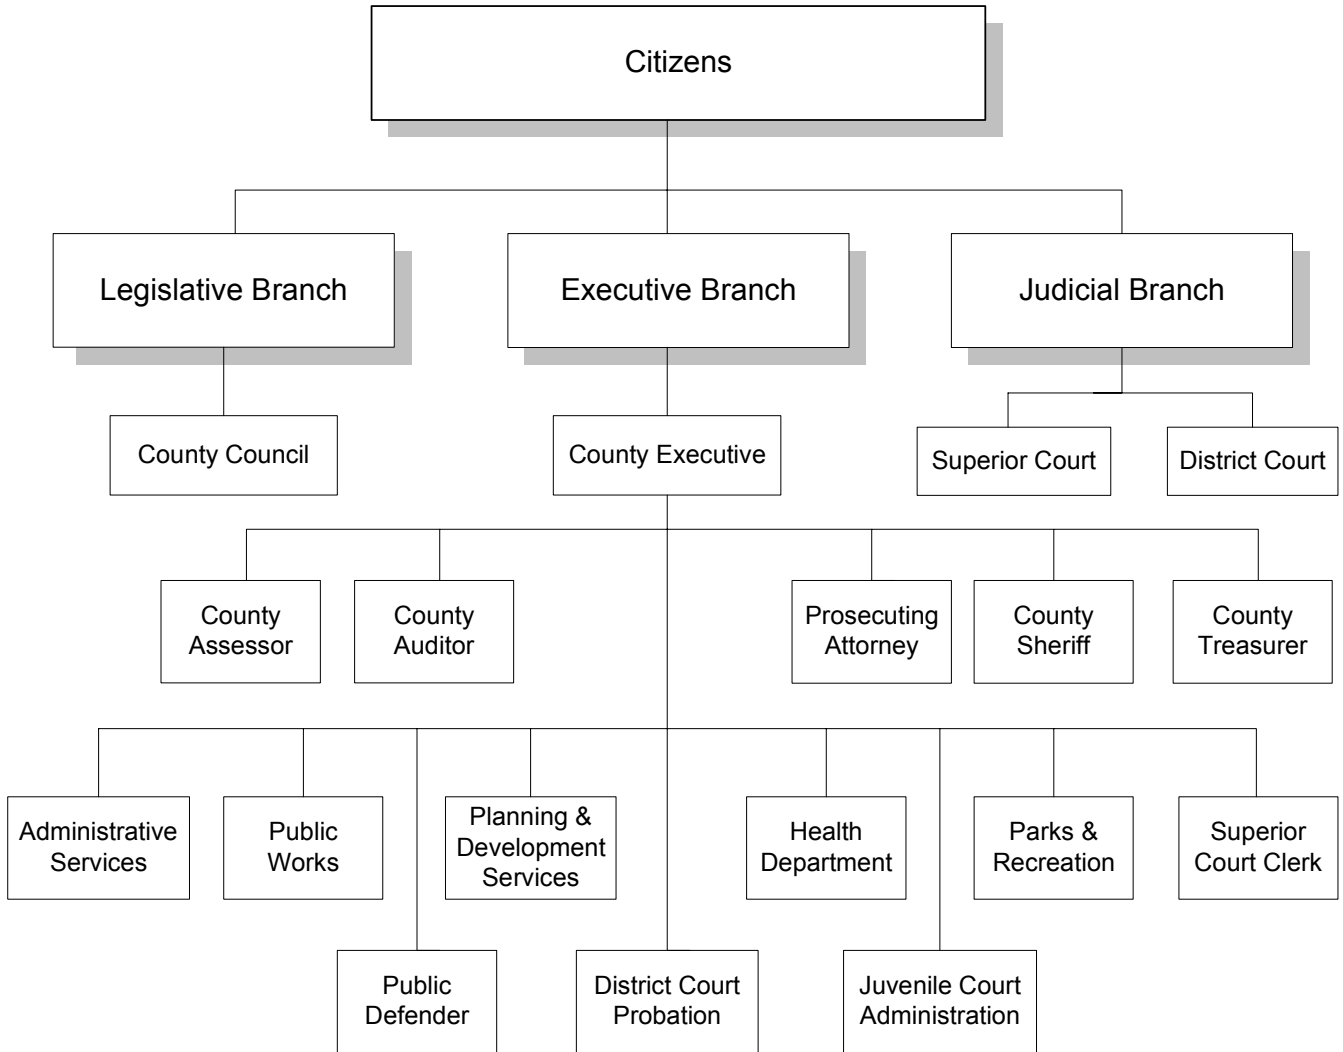 Citizens
Legislative Branch
Executive Branch
Judicial Branch
County Council
County Executive
Superior Court
District Court
County
Assessor
County
Auditor
Prosecuting
Attorney
County
Sheriff
County
Treasurer
Administrative
Services
Public
Works
Planning &
Development
Services
Health
Department
Parks &
Recreation
Superior
Court Clerk
Public
Defender
District Court
Probation
Juvenile Court
Administration